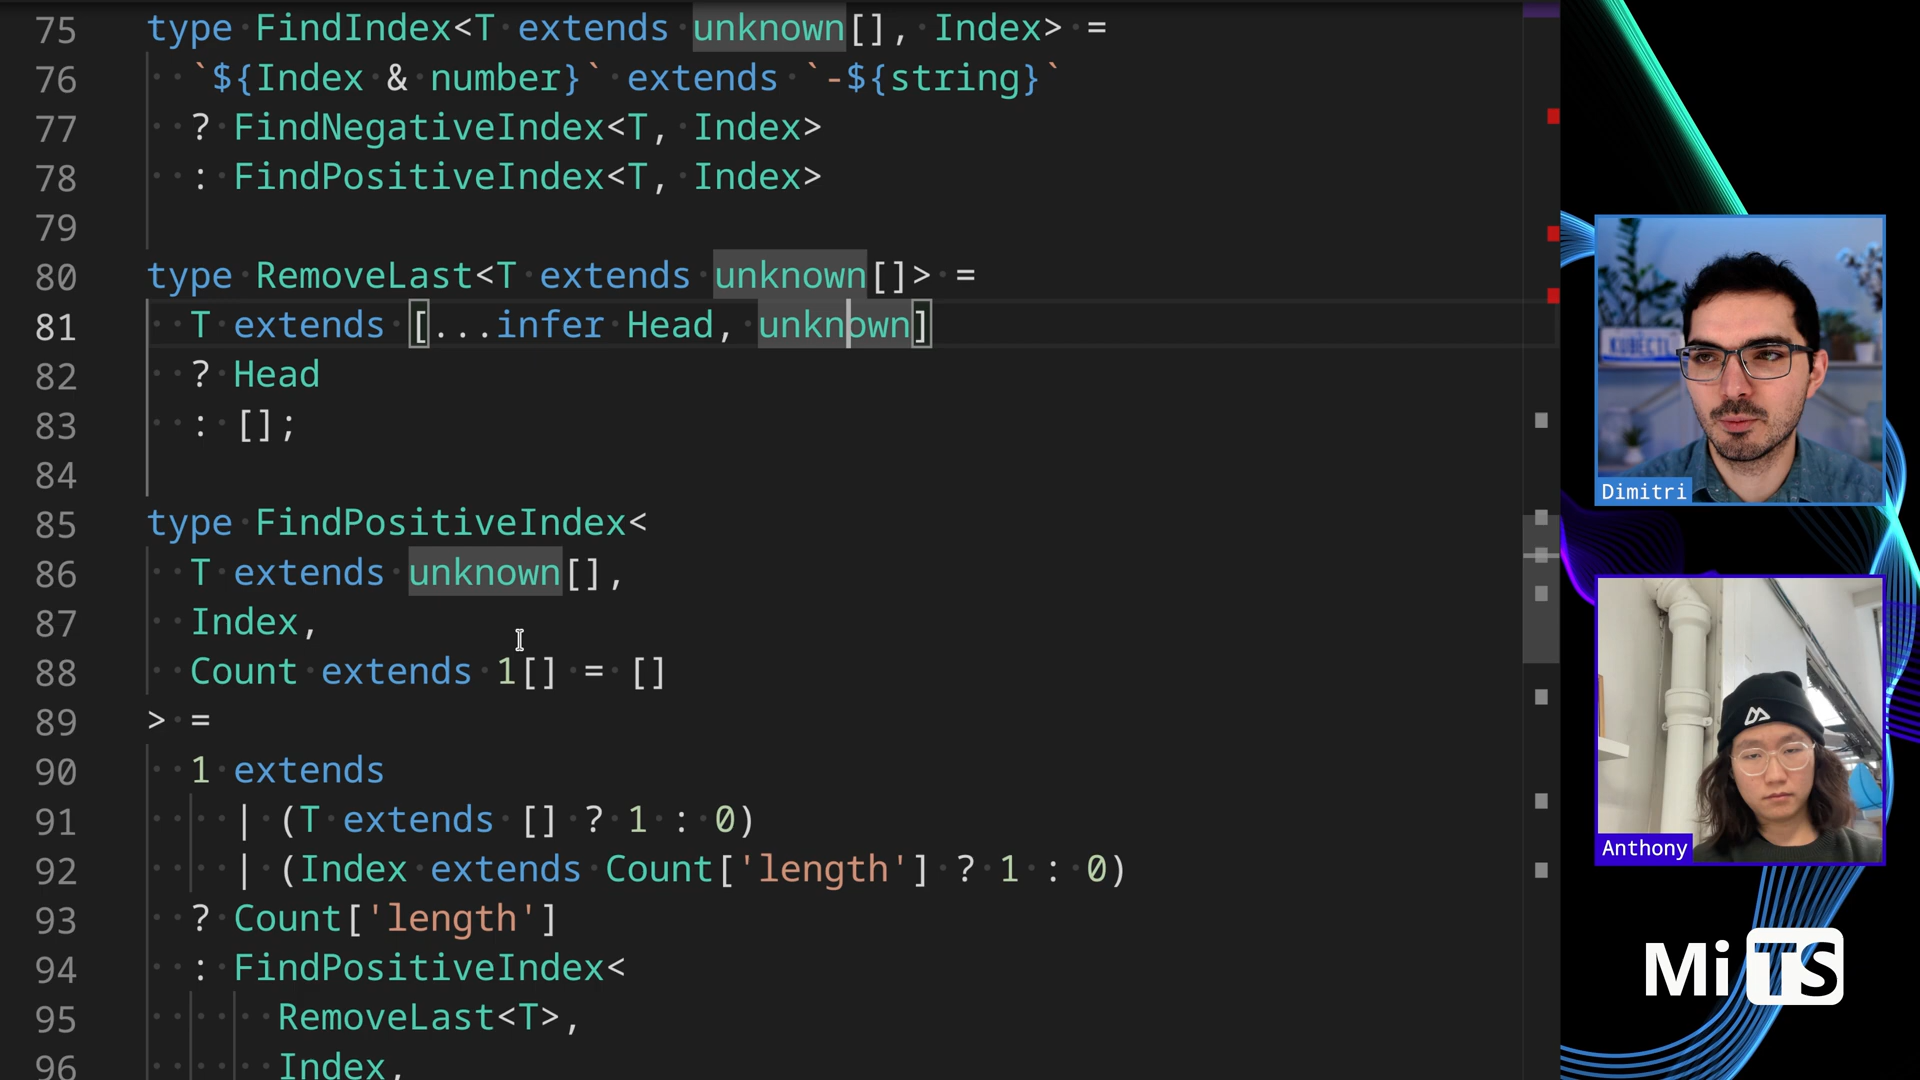 75 type FindIndex<T extends unknown[], Index> =
76 `${Index & number}` extends `-${string}`
77 ? FindNegativeIndex<T, Index>
78 : FindPositiveIndex<T, Index>
79
80 type RemoveLast<T extends unknown[]> =
81 T extends [...infer Head, unknown]
82 ? Head
83 : [];
84
85 type FindPositiveIndex<
86 T extends unknown[],
87 Index,
88 Count extends 1[] = []
89 > =
90 1 extends
91 | (T extends [] ? 1 : 0)
92 | (Index extends Count['length'] ? 1 : 0)
93 ? Count['length']
94 : FindPositiveIndex<
95 RemoveLast<T>,
96 Index,
KUBECTL
Dimitri
Anthony
MiTS